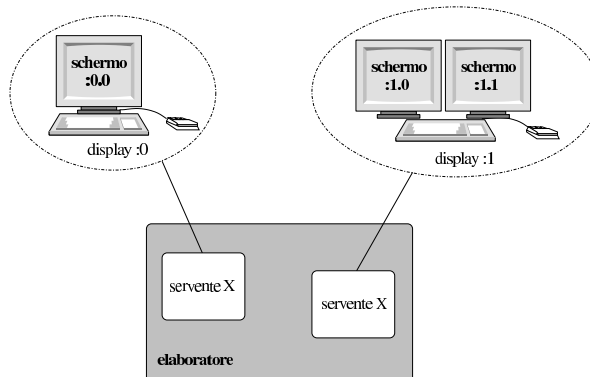 schermo
:0.0
display :0
schermo
:1.0
schermo
:1.1
display :1
servente X
servente X
elaboratore